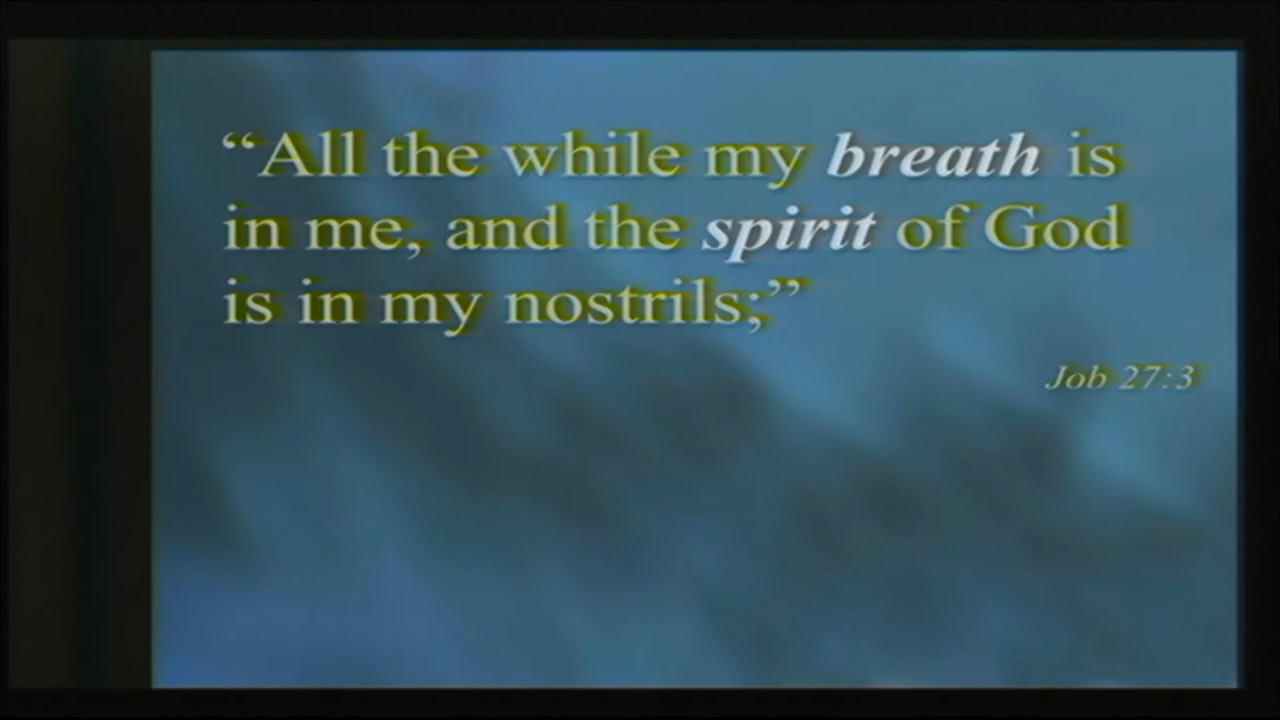 “All the while my breath is
in me, and the spirit of God
is in my nostrils;”
Job 27:3